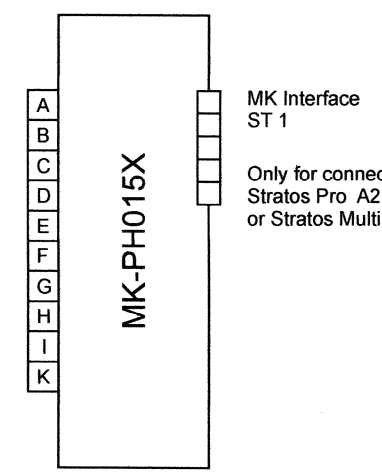 A
B
C
D
E
F
G
H
I
K
MK-PH015X
MK Interface
ST 1
Only for connec
Stratos Pro A2
or Stratos Multi